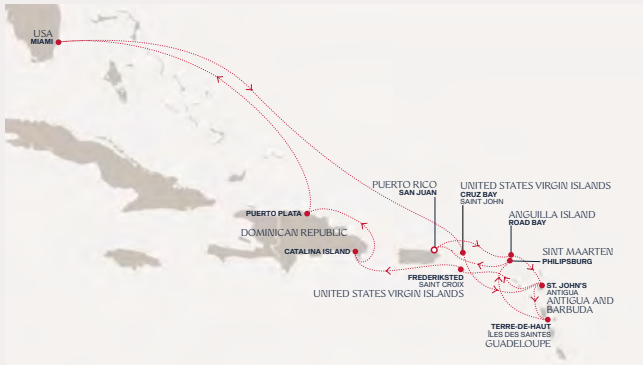 USA
MIAMI
PUERTO PLATA
DOMINICAN REPUBLIC
CATALINA ISLAND
PUERTO RICO
SAN JUAN
UNITED STATES VIRGIN ISLANDS
CRUZ BAY
SAINT JOHN
ANGUILLA ISLAND
ROAD BAY
SINT MAARTEN
PHILIPSBURG
FREDERIKSTED
SAINT CROIX
UNITED STATES VIRGIN ISLANDS
ST. JOHN'S
ANTIGUA
ANTIGUA AND
BARBUDA
TERRE-DE-HAUT
ÎLES DES SAINTES
GUADELOUPE